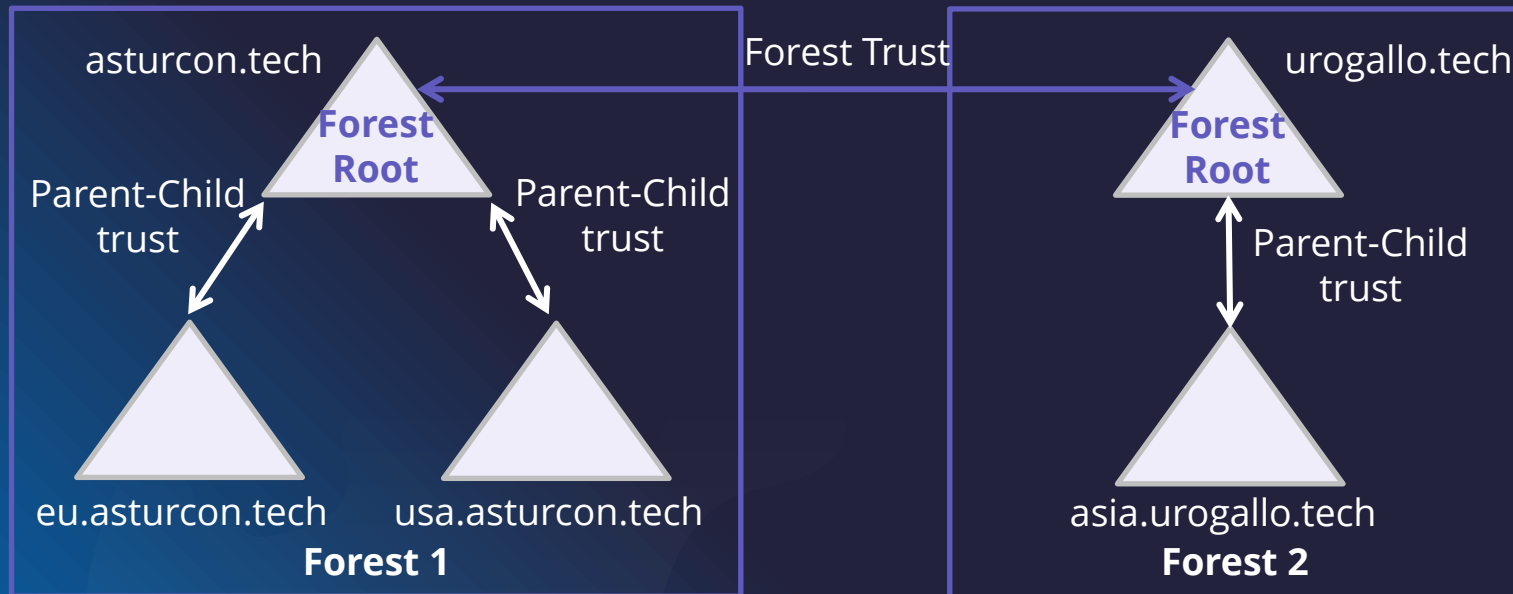 asturcon.tech
Forest Trust
urogallo.tech
Forest
Root
Forest
Root
Parent-Child
trust
Parent-Child
trust
Parent-Child
trust
eu.asturcon.tech
usa.asturcon.tech
asia.urogallo.tech
Forest 1
Forest 2